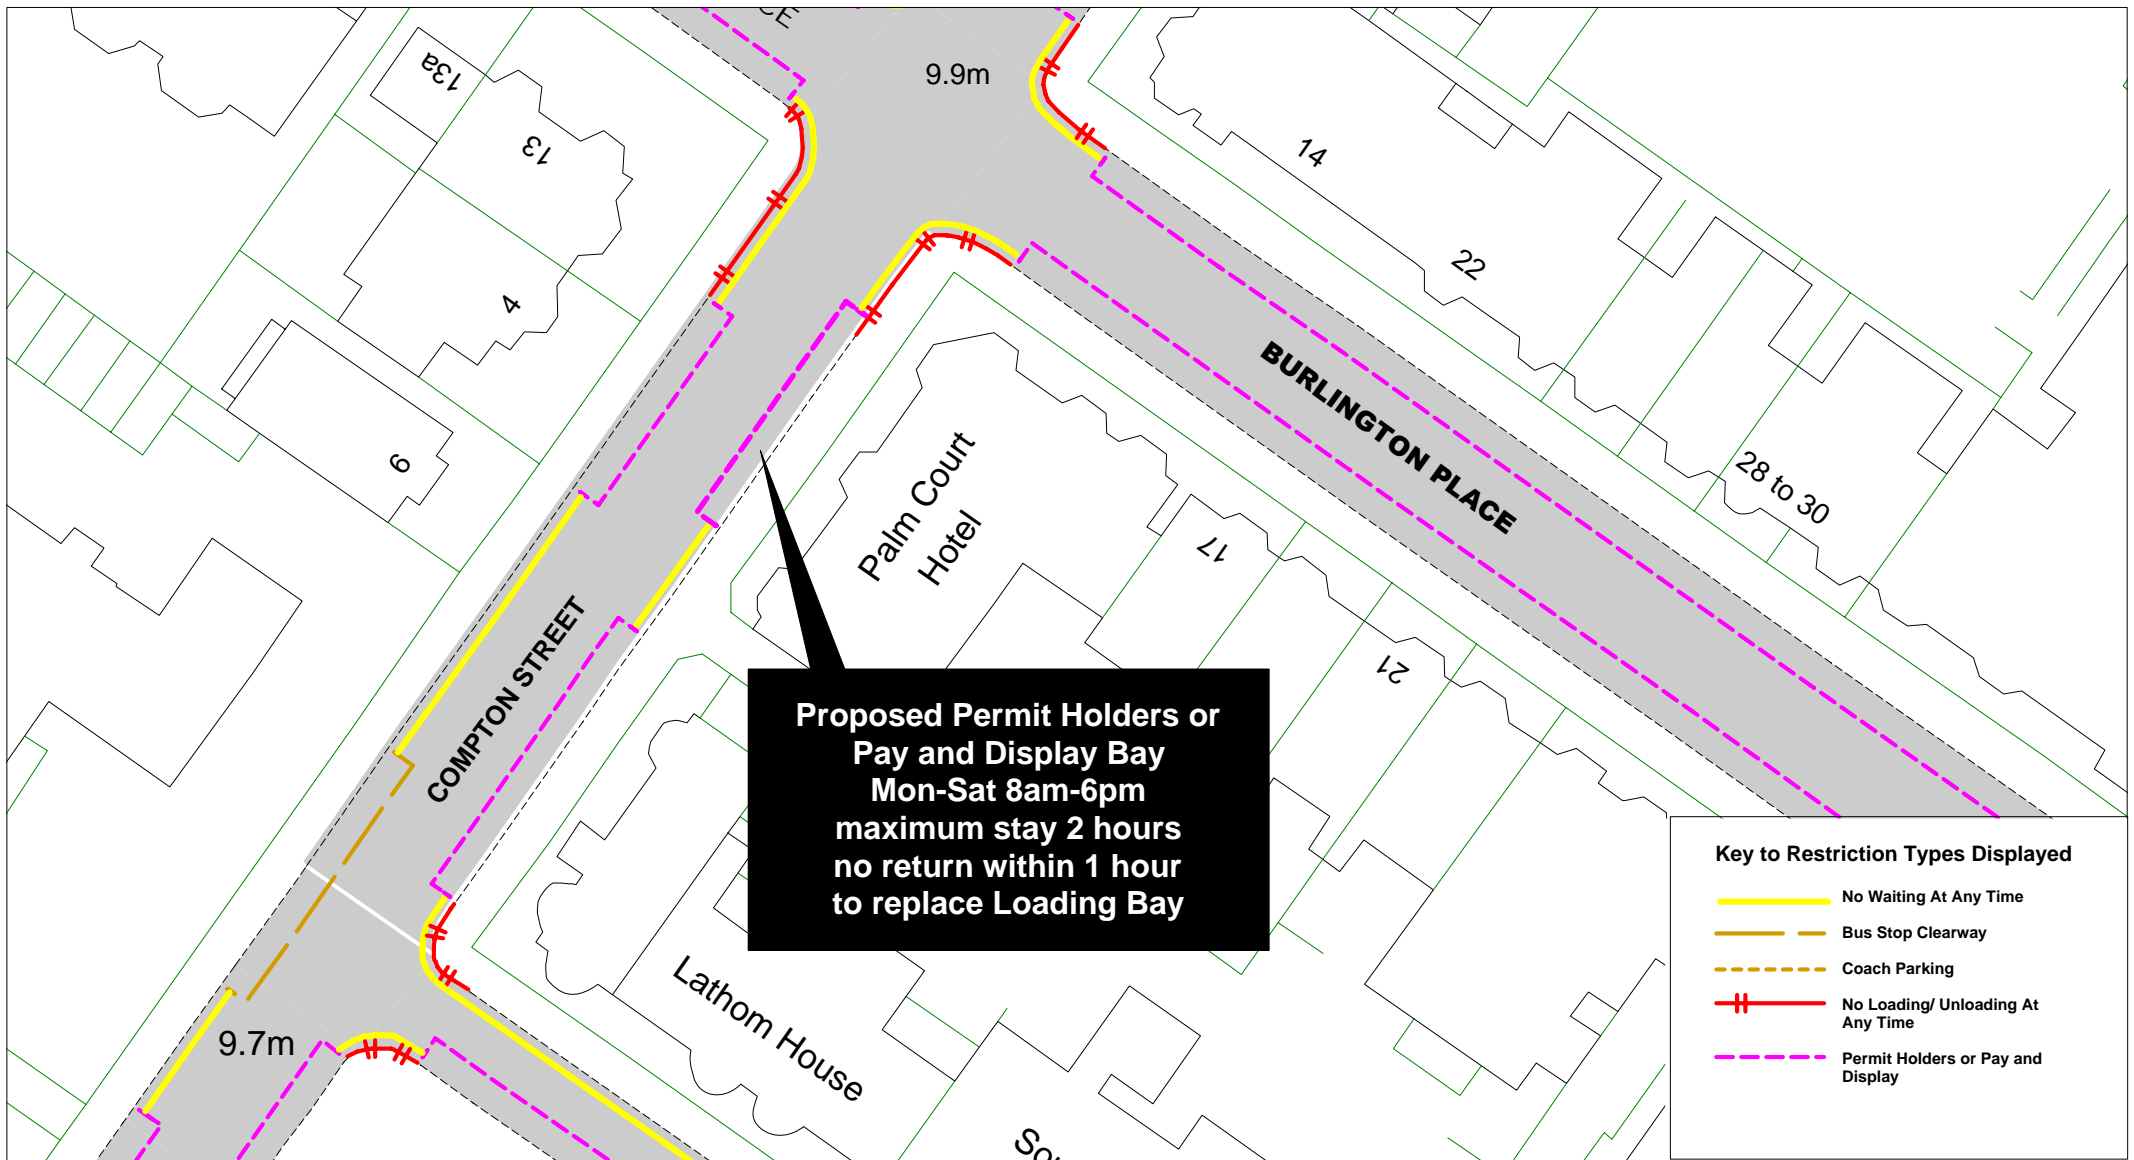 CE
9.9m
13a
13
14
4
22
6
BURLINGTON PLACE
28 to 30
Palm Court
Hotel
17
COMPTON STREET
21
Proposed Permit Holders or
Pay and Display Bay
Mon-Sat 8am-6pm
maximum stay 2 hours
no return within 1 hour
to replace Loading Bay
Lathom House
9.7m
Key to Restriction Types Displayed
No Waiting At Any Time
Bus Stop Clearway
Coach Parking
No Loading/ Unloading At
Any Time
Permit Holders or Pay and
Display